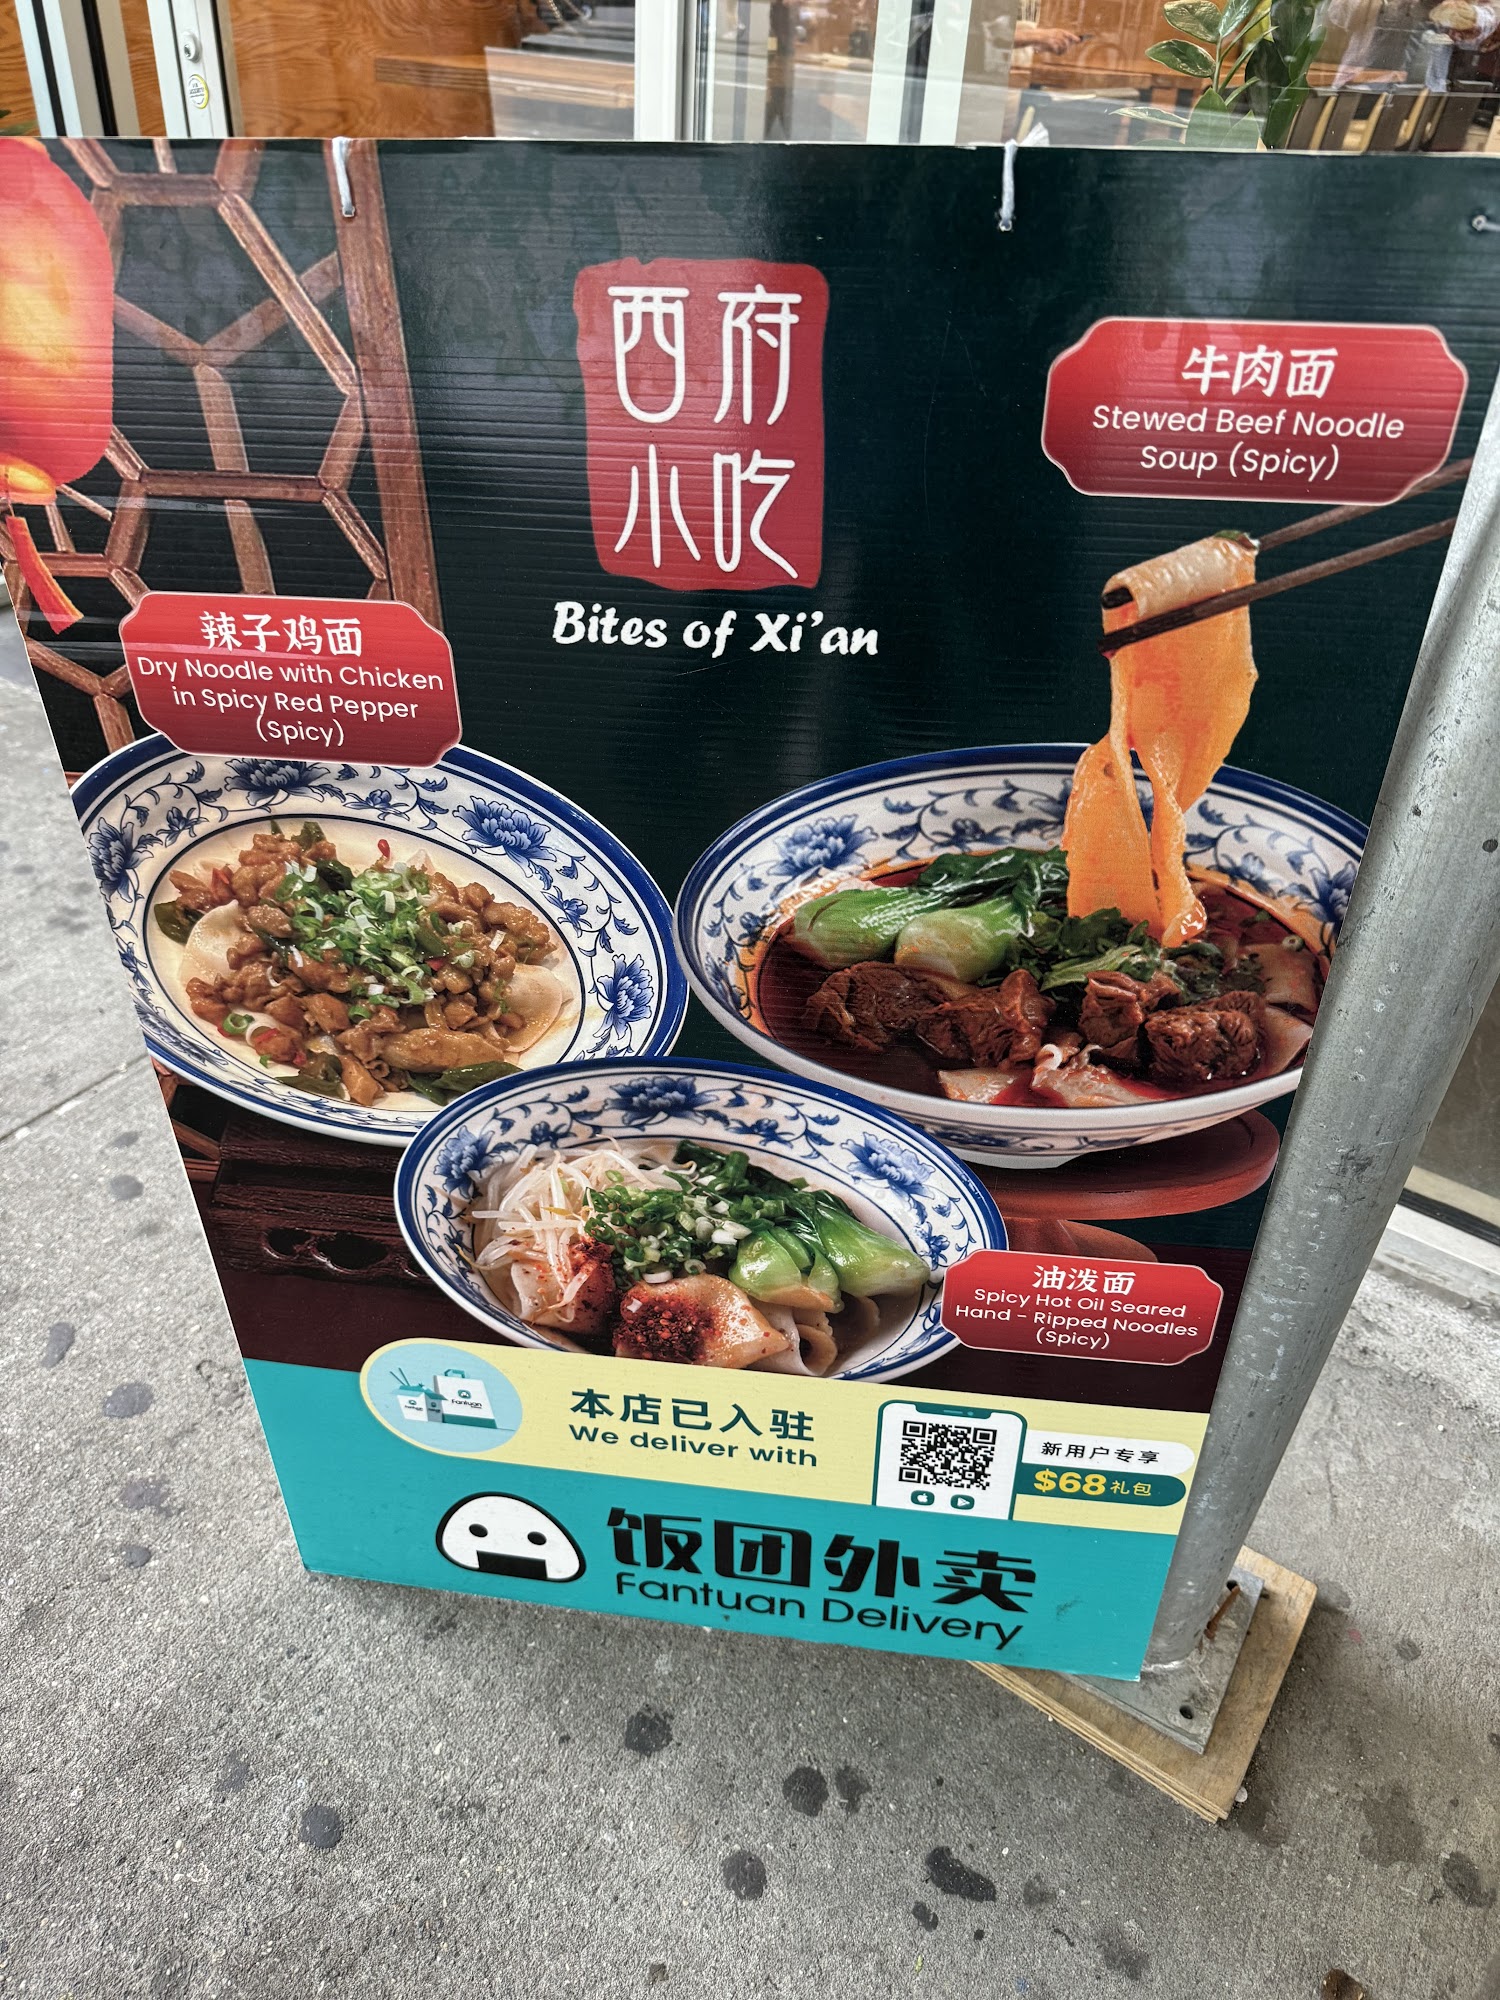 西府
小吃
Bites of Xi'an
牛肉面
Stewed Beef Noodle
Soup (Spicy)
辣子鸡面
Dry Noodle with Chicken
in Spicy Red Pepper
(Spicy)
油泼面
Spicy Hot Oil Seared
Hand - Ripped Noodles
(Spicy)
Fantuan
本店已入驻
We deliver with
新用户专享
$68礼包
饭团外卖
Fantuan Delivery